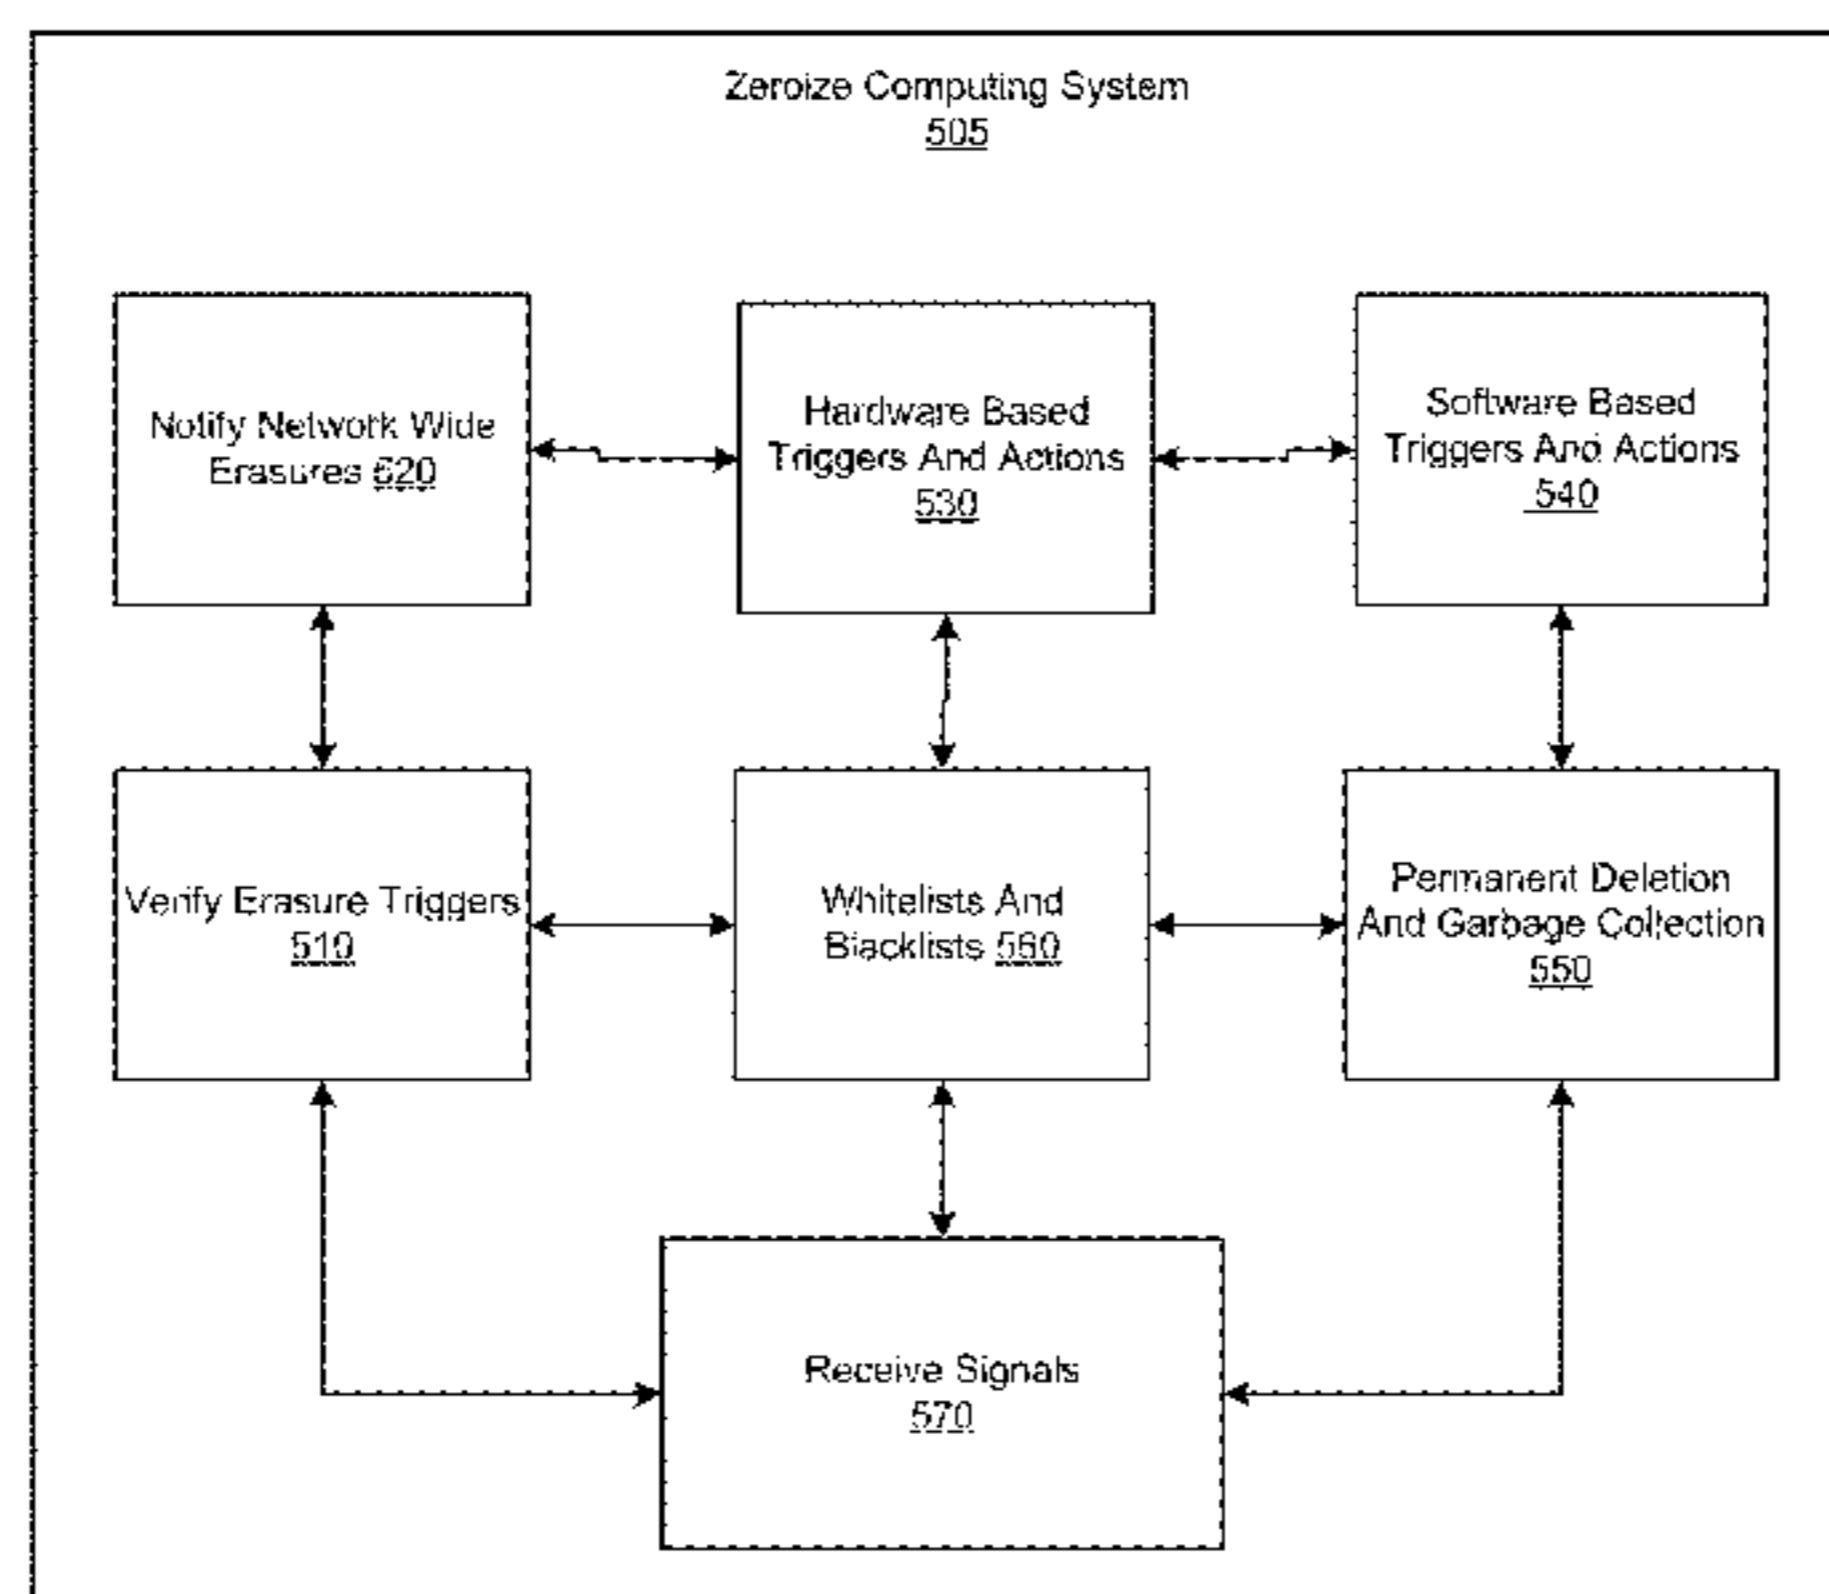 Zeroize Computing System
505
Notify Network Wide
Erasures 520
Hardware Based
Triggers And Actions
530
Software Based
Triggers And Actions
540
Verify Erasure Triggers
510
Whitelists And
Blacklists 560
Permanent Deletion
And Garbage Collection
550
Receive Signals
570